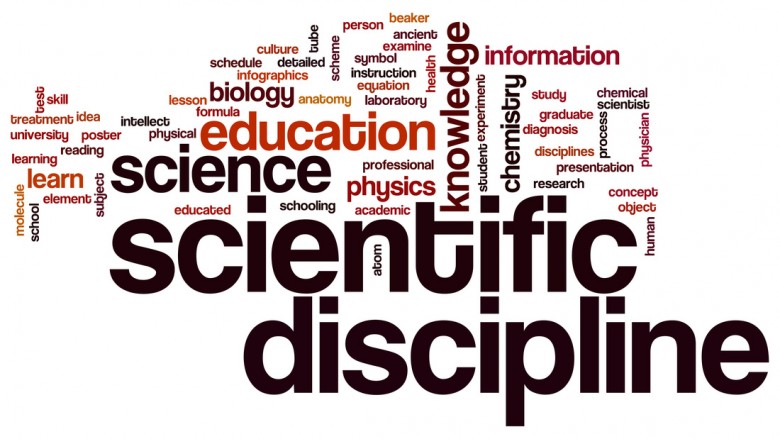 beaker
person
ancient
culture
tube
examine
scheme
symbol
schedule
detailed
knowledge
information
infographics
instruction
health
test
skill
biology
equation
anatomy
laboratory
lesson
formula
student
experiment
chemistry
study
chemical
scientist
treatment
idea
intellect
graduate
university
poster
physical
education
diagnosis
process
physician
reading
learning
science
professional
disciplines
presentation
learn
physics
research
molecule
school
element
subject
educated
schooling
academic
concept
object
human
scientific
atom
discipline